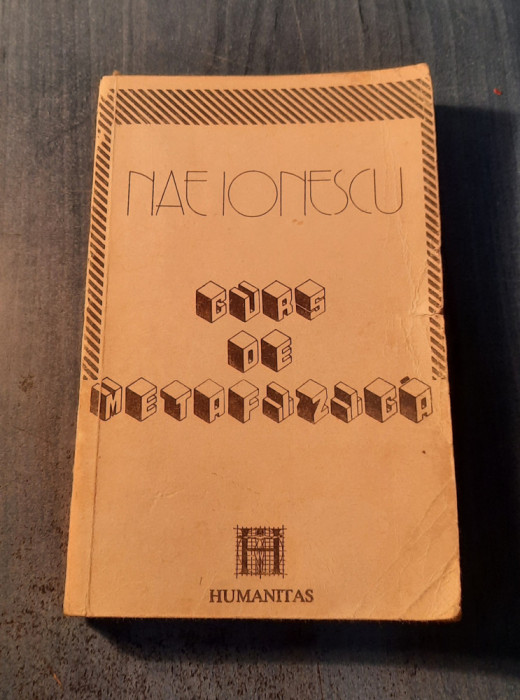 NAE IONESCU
CURS
DE
METAFIZICĂ
H
HUMANITAS